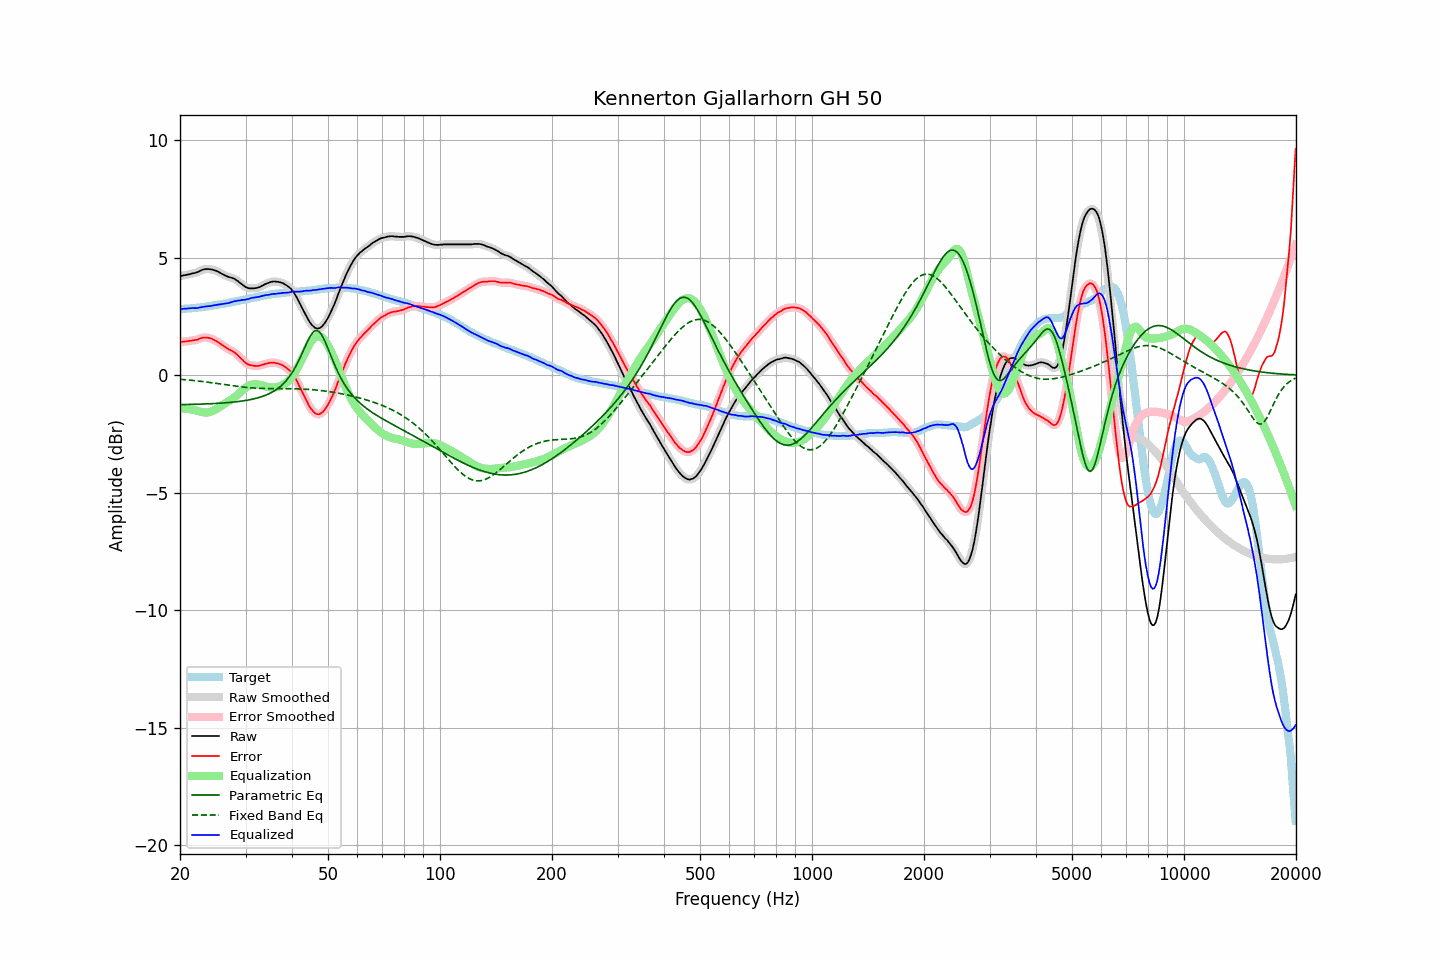 Kennerton Gjallarhorn GH 50
10
5
0
−5
−10
−15
−20
Amplitude (dBr)
Target
Raw Smoothed
Error Smoothed
Raw
Error
Equalization
Parametric Eq
Fixed Band Eq
Equalized
20 50 100 200 500 1000 2000 5000 10000 20000
Frequency (Hz)